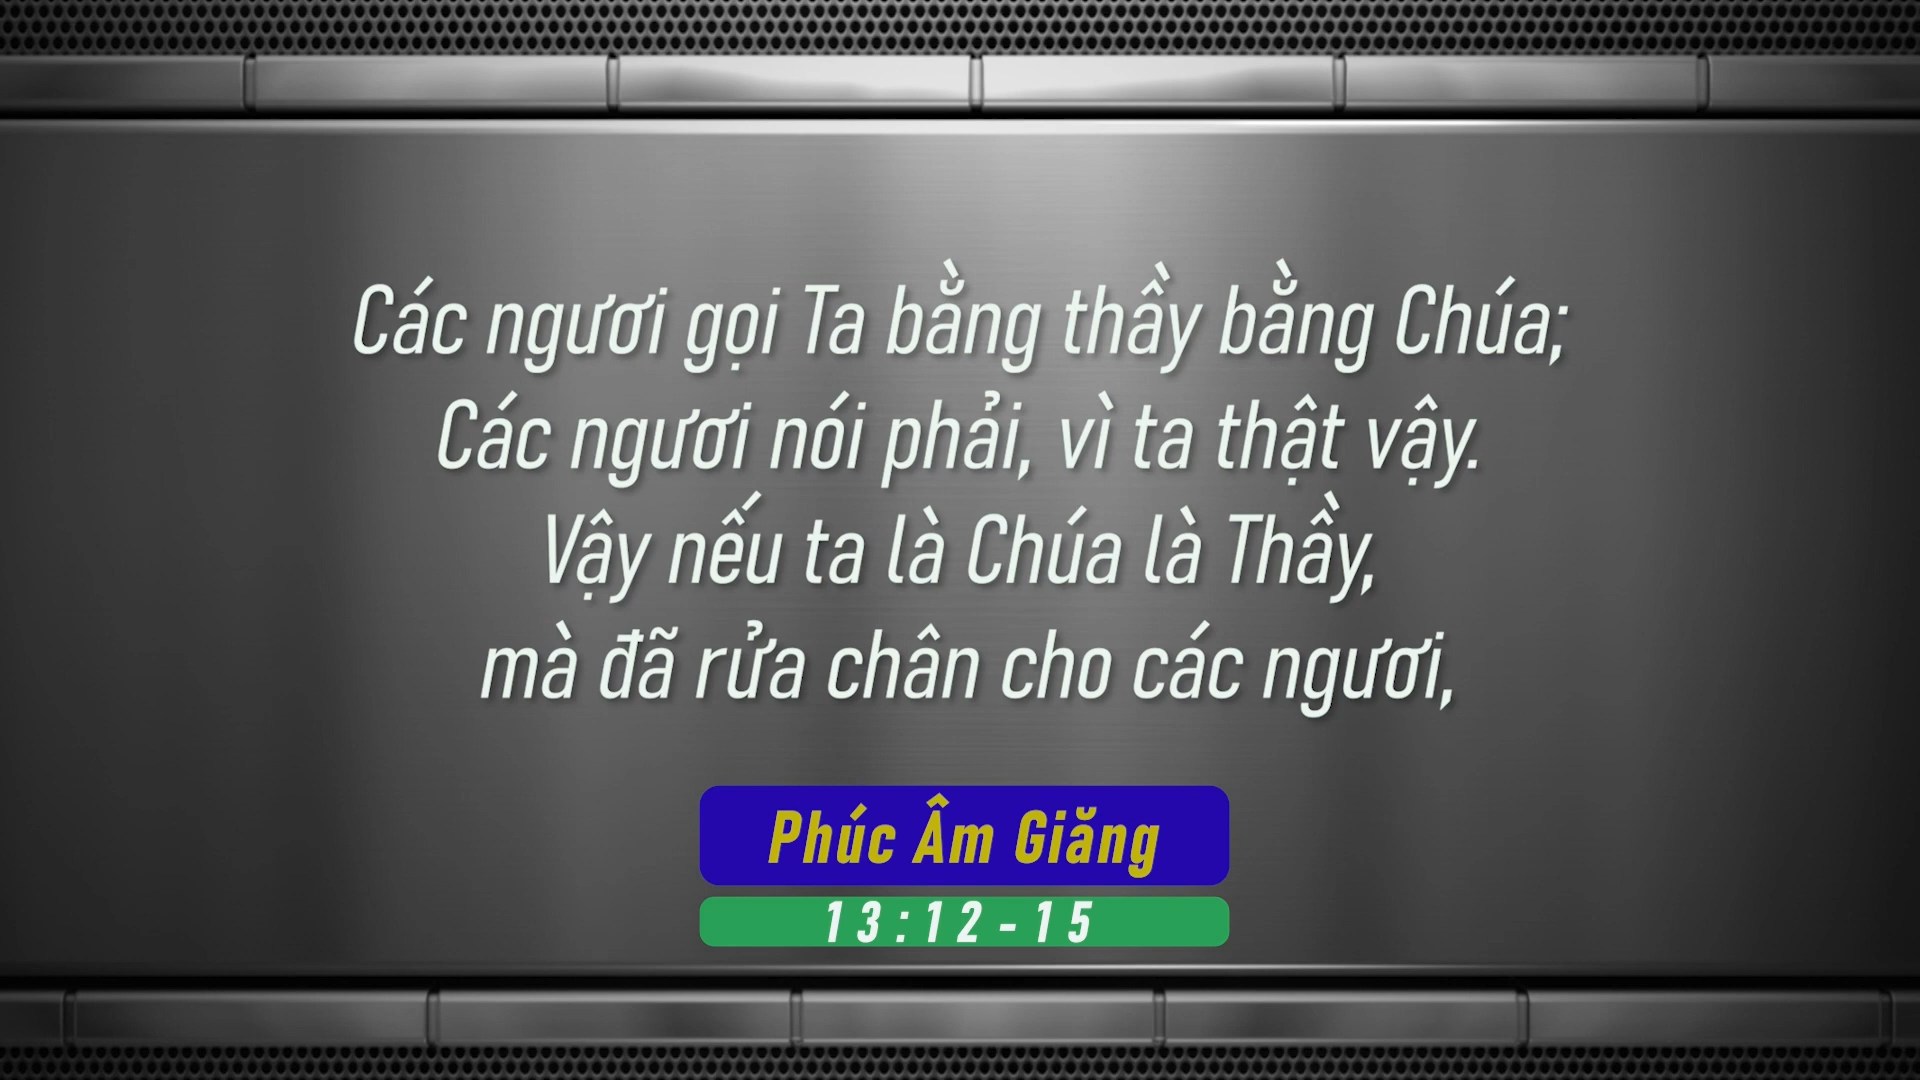 Các ngươi gọi Ta bằng thầy bằng Chúa;
Các ngươi nói phải, vì ta thật vậy.
Vậy nếu ta là Chúa là Thầy,
mà đã rửa chân cho các ngươi,
Phúc Âm Giăng
13:12-15